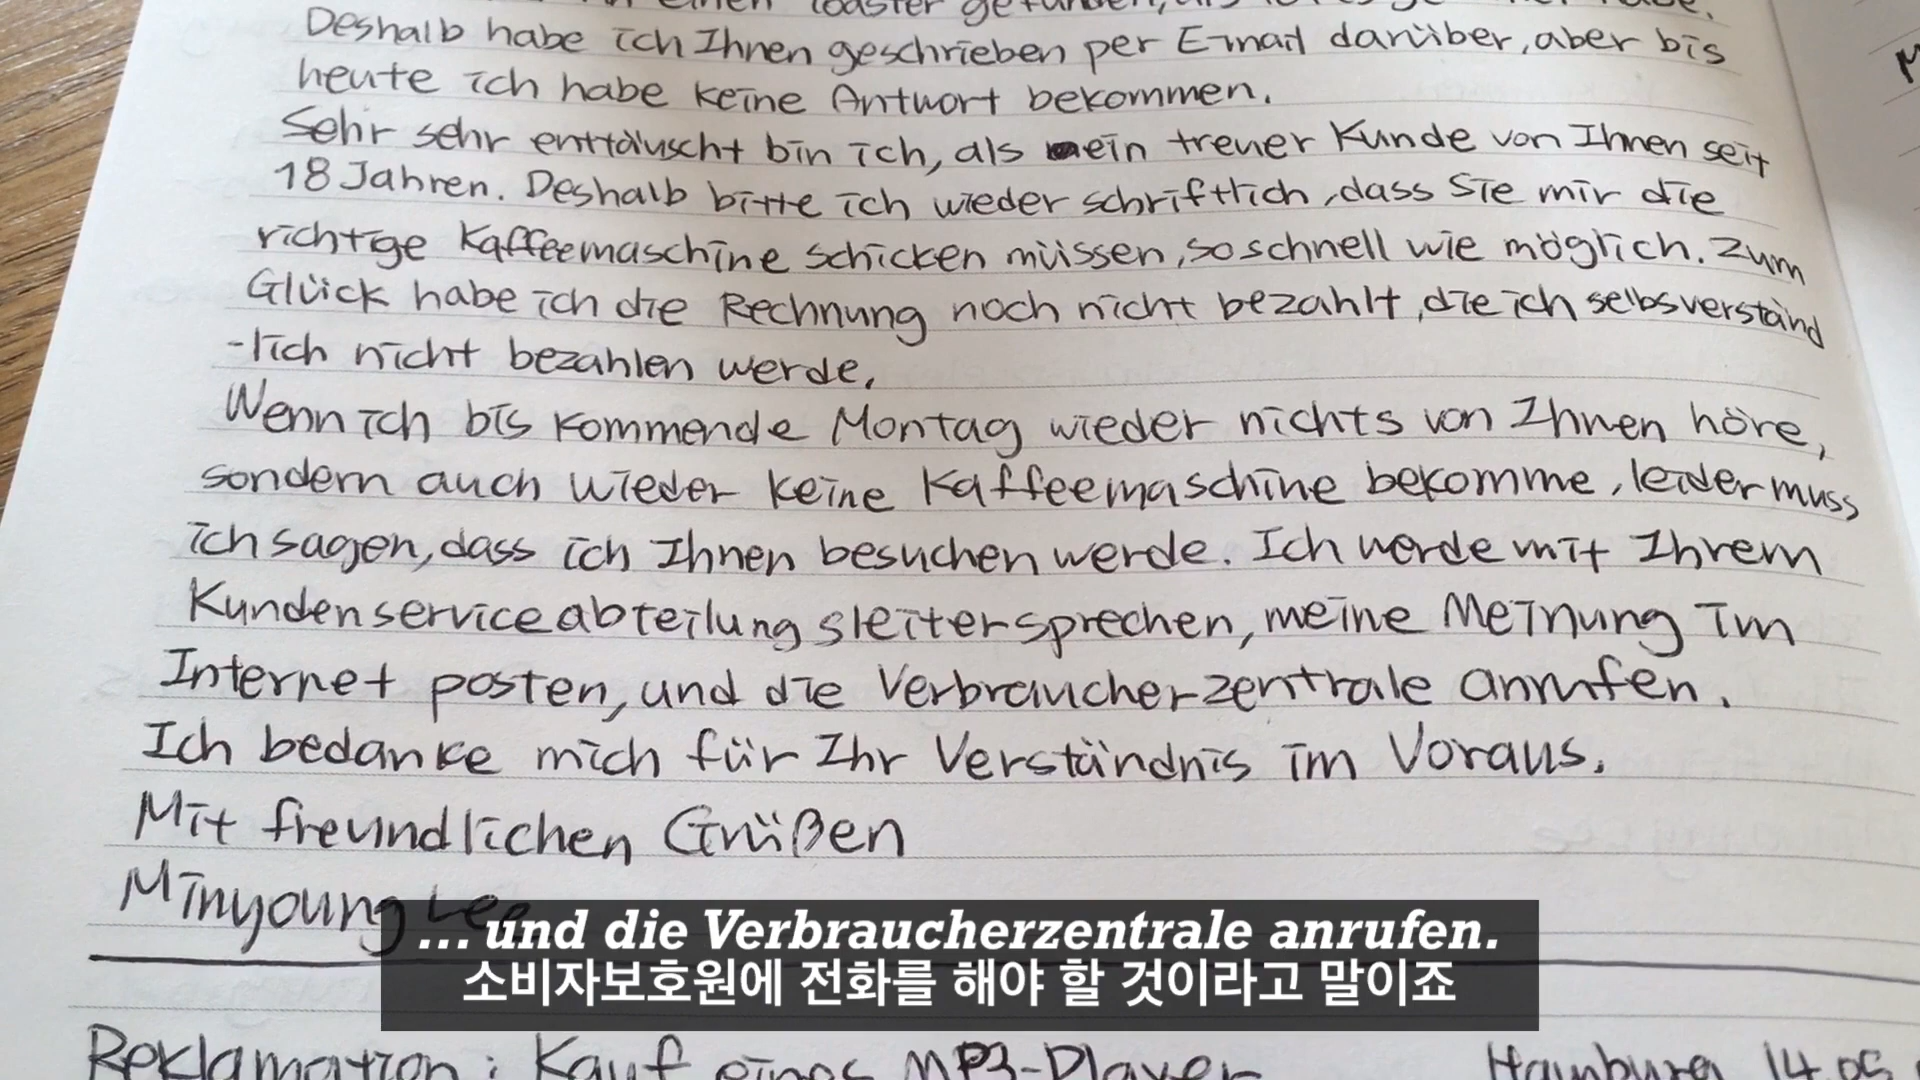 einen Toaster gefunden,
Deshalb habe ich Ihnen geschrieben per E-mail darüber, aber bis
heute ich habe keine Antwort bekommen.
Sehr sehr enttäuscht bin ich, als ein treuer Kunde von Ihnen seit
18 Jahren. Deshalb bitte ich wieder schriftlich, dass Sie mir die
richtige Kaffeemaschine schicken müssen, so schnell wie möglich. Zum
Glück habe ich die Rechnung noch nicht bezahlt, die ich selbsverständ
-lich nicht bezahlen werde.
Wenn ich bis kommende Montag wieder nichts von Ihnen höre,
sondern auch wieder keine Kaffeemaschine bekomme, leider muss
ich sagen, dass ich Ihnen besuchen werde. Ich werde mit Ihrem
Kundenserviceabteilungsleiter sprechen, meine Meinung im
Internet posten, und die Verbraucherzentrale anrufen.
Ich bedanke mich für Ihr Verständnis im Voraus.
Mit freundlichen Grüßen
Minyoung Lee
... und die Verbraucherzentrale anrufen.
소비자보호원에 전화를 해야 할 것이라고 말이죠
Reklamation: Kauf eines MP3-Player Hamburg 14.05